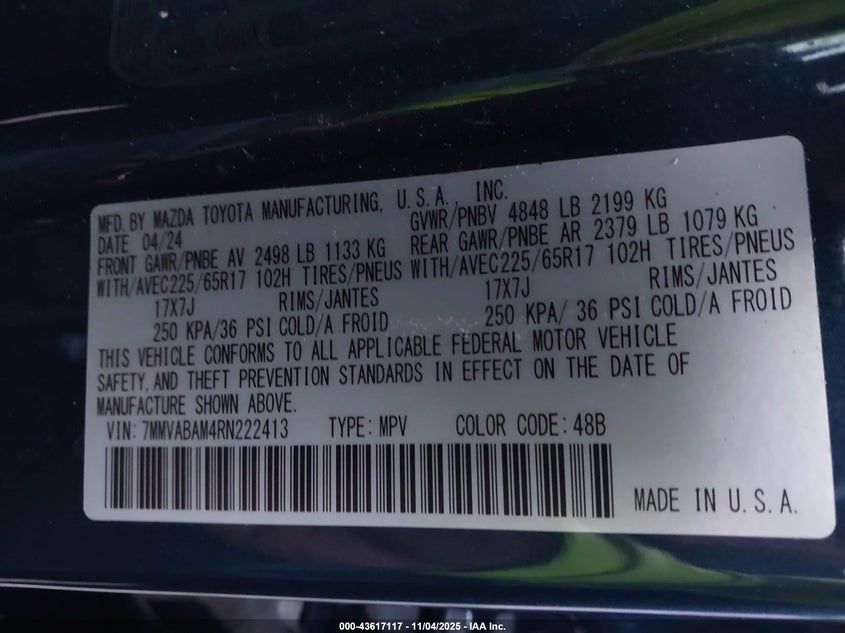 MFD. BY MAZDA TOYOTA MANUFACTURING, U.S.A., INC.
DATE 04/24 GVWR/PNBV 4848 LB 2199 KG
FRONT GAWR/PNBE AV 2498 LB 1133 KG REAR GAWR/PNBE AR 2379 LB 1079 KG
WITH/AVEC225/65R17 102H TIRES/PNEUS WITH/AVEC225/65R17 102H TIRES/PNEUS
17X7J RIMS/JANTES 17X7J RIMS/JANTES
250 KPA/36 PSI COLD/A FROID 250 KPA/ 36 PSI COLD/A FROID
THIS VEHICLE CONFORMS TO ALL APPLICABLE FEDERAL MOTOR VEHICLE
SAFETY, AND THEFT PREVENTION STANDARDS IN EFFECT ON THE DATE OF
MANUFACTURE SHOWN ABOVE.
VIN: 7MMVABAM4RN222413 TYPE: MPV COLOR CODE: 48B
MADE IN U.S.A.
000-43617117 - 11/04/2025 - IAA Inc.